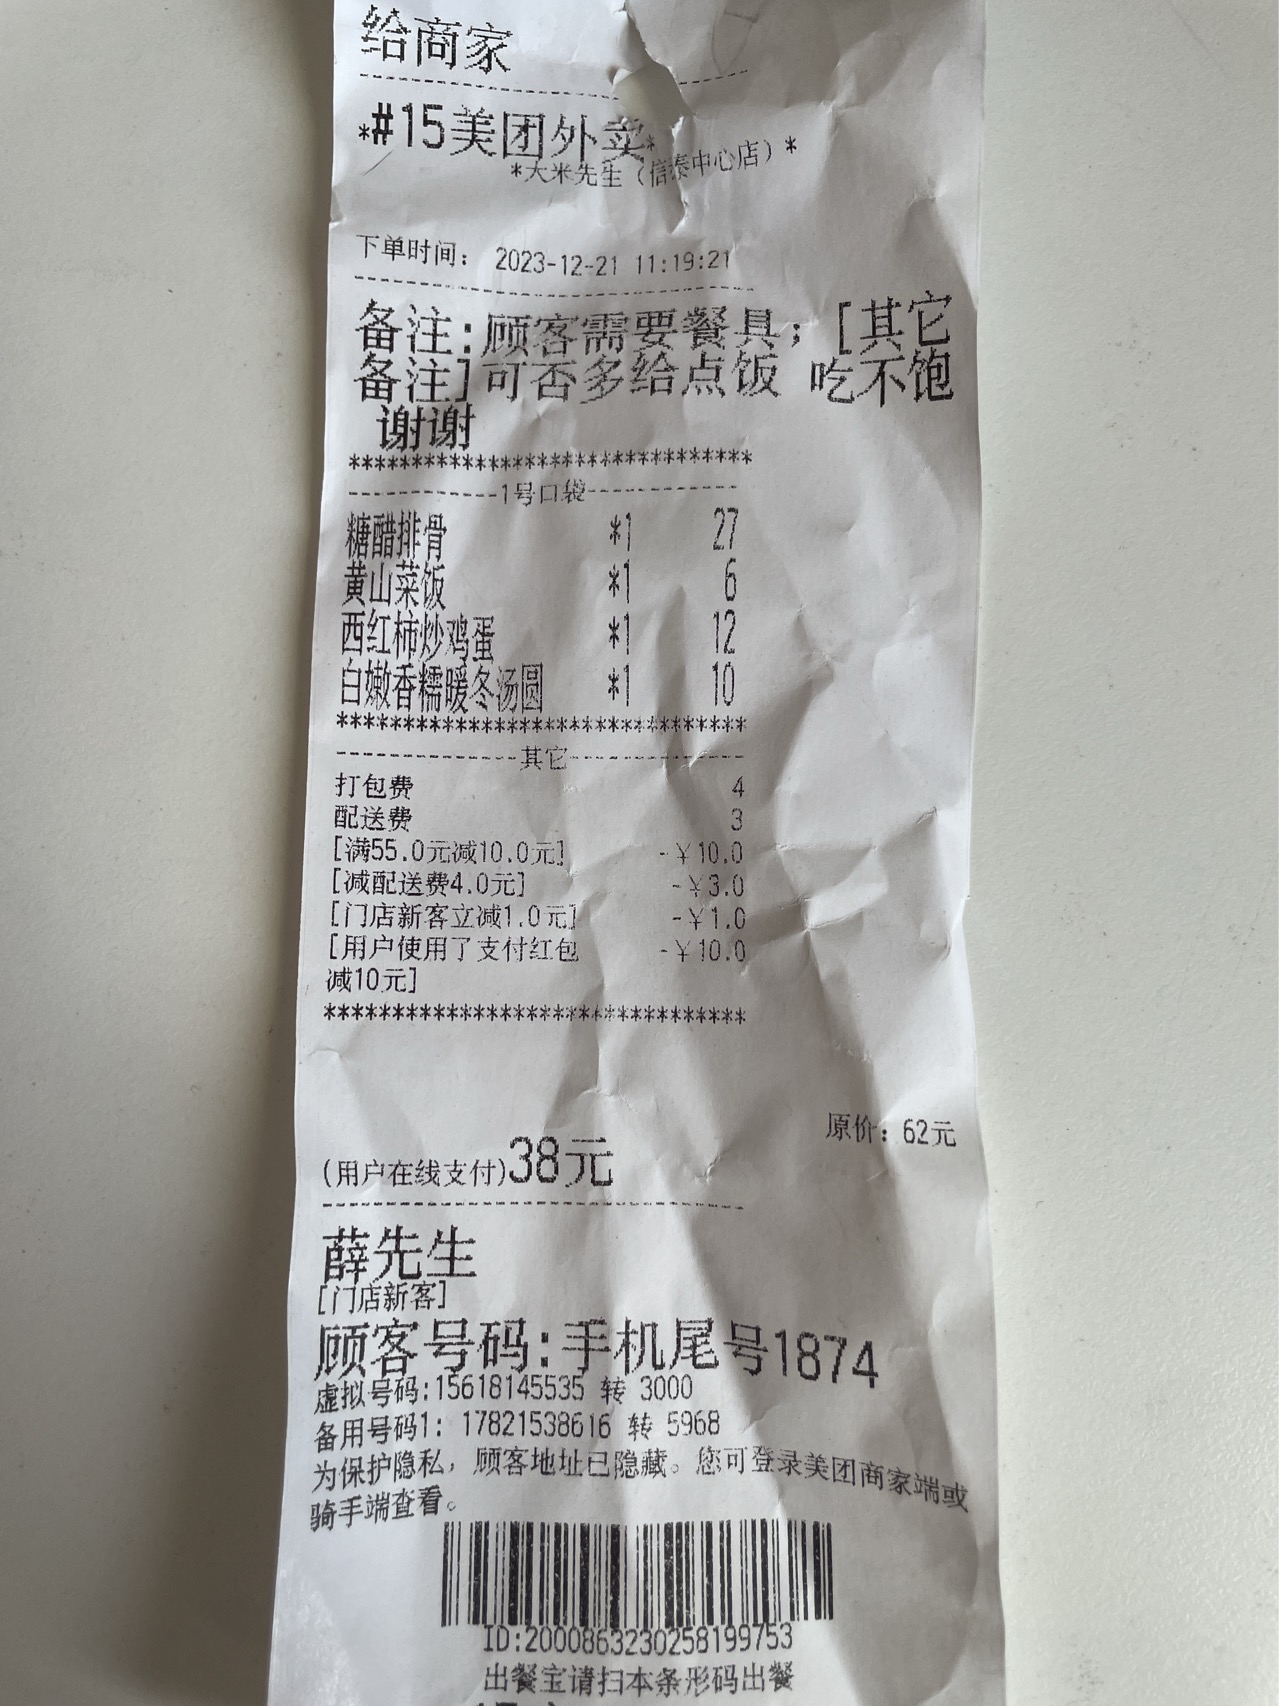 给商家
*#15美团外卖*
*大米先生（信泰中心店）*
下单时间： 2023-12-21 11:19:21
备注：顾客需要餐具；[其它
备注]可否多给点饭 吃不饱
谢谢
********************************
------------1号口袋------------
糖醋排骨 *1 27
黄山菜饭 *1 6
西红柿炒鸡蛋 *1 12
白嫩香糯暖冬汤圆 *1 10
********************************
--------------其它--------------
打包费 4
配送费 3
[满55.0元减10.0元] -￥10.0
[减配送费4.0元] -￥3.0
[门店新客立减1.0元] -￥1.0
[用户使用了支付红包 -￥10.0
减10元]
********************************
原价：62元
(用户在线支付)38元
薛先生
[门店新客]
顾客号码：手机尾号1874
虚拟号码:15618145535 转 3000
备用号码1: 17821538616 转 5968
为保护隐私，顾客地址已隐藏。您可登录美团商家端或
骑手端查看。
ID:2000863230258199753
出餐宝请扫本条形码出餐